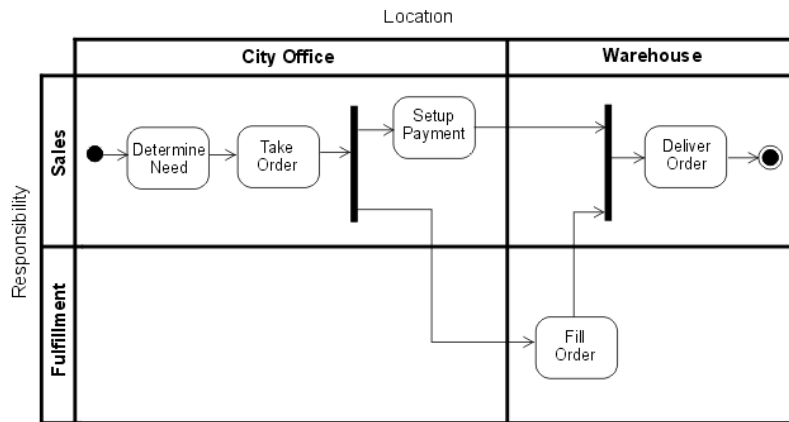 Location
City Office
Warehouse
Responsibility
Sales
Determine
Need
Take
Order
Setup
Payment
Deliver
Order
Fulfillment
Fill
Order